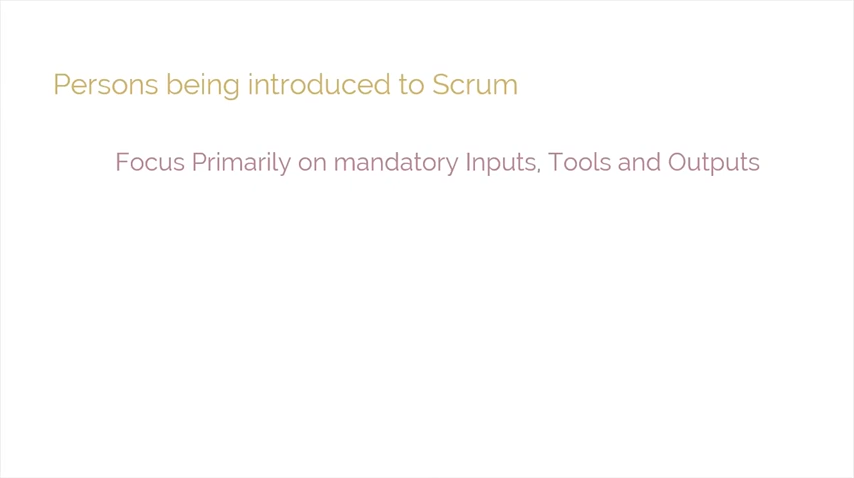 Persons being introduced to Scrum
Focus Primarily on mandatory Inputs, Tools and Outputs